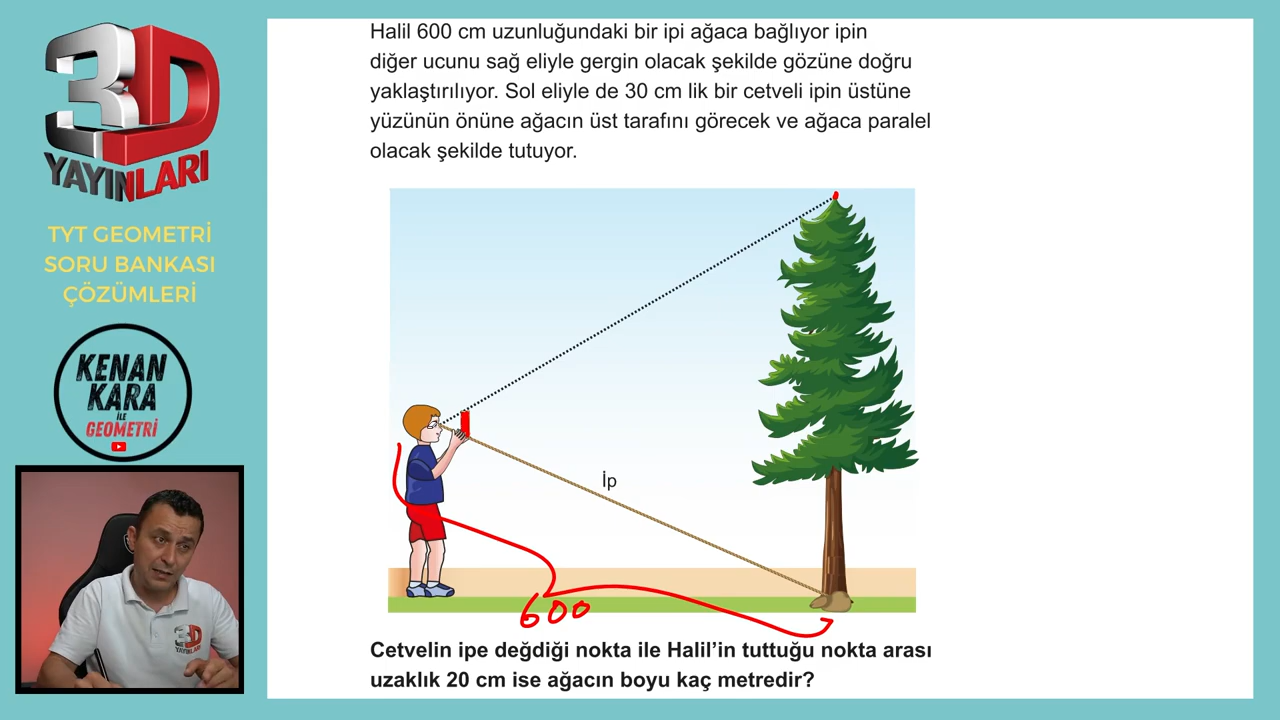 3D
YAYINLARI
TYT GEOMETRİ
SORU BANKASI
ÇÖZÜMLERİ
KENAN
KARA
İLE
GEOMETRİ
3D
YAYINLARI
Halil 600 cm uzunluğundaki bir ipi ağaca bağlıyor ipin
diğer ucunu sağ eliyle gergin olacak şekilde gözüne doğru
yaklaştırılıyor. Sol eliyle de 30 cm lik bir cetveli ipin üstüne
yüzünün önüne ağacın üst tarafını görecek ve ağaca paralel
olacak şekilde tutuyor.
İp
600
Cetvelin ipe değdiği nokta ile Halil’in tuttuğu nokta arası
uzaklık 20 cm ise ağacın boyu kaç metredir?